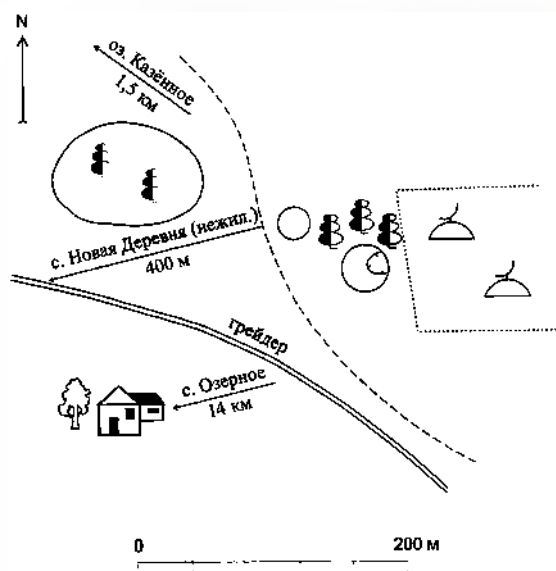 N
оз. Казённое
1,5 км
с. Новая Деревня (нежил.)
400 м
грейдер
с. Озерное
14 км
0 200 м